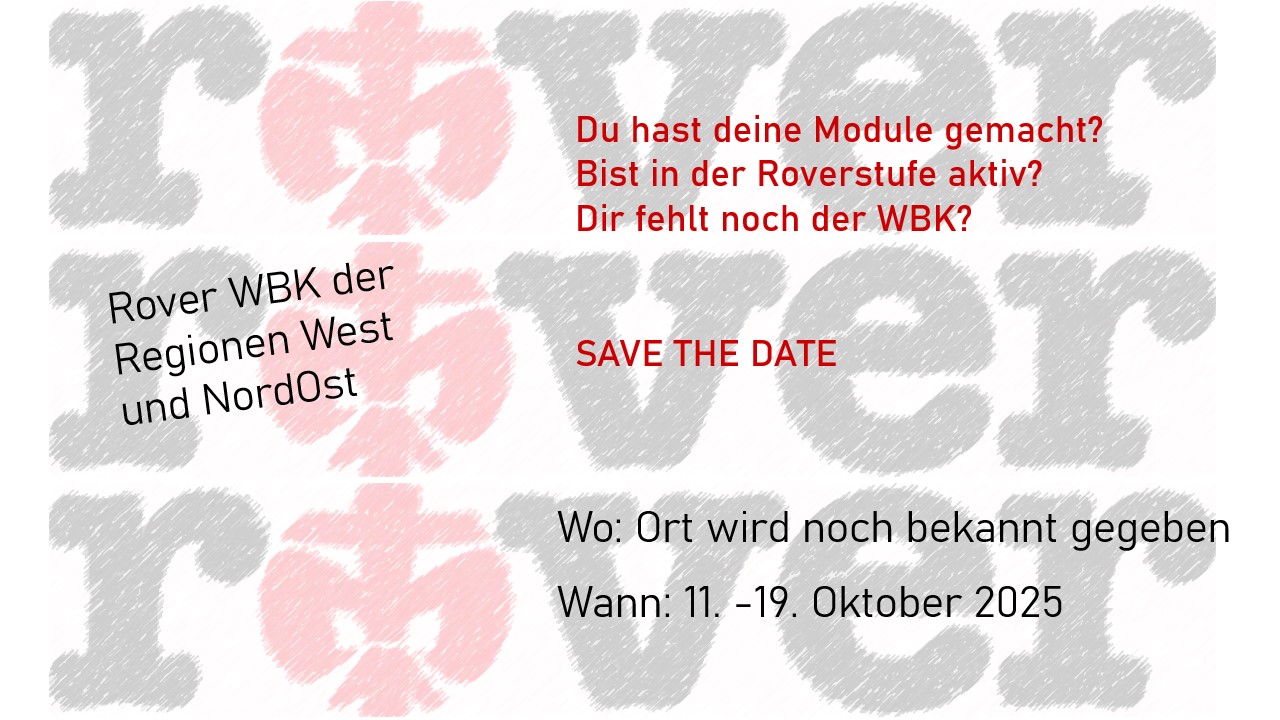 rover
Du hast deine Module gemacht?
Bist in der Roverstufe aktiv?
Dir fehlt noch der WBK?
Rover WBK der
Regionen West
und NordOst
rover
SAVE THE DATE
rover
Wo: Ort wird noch bekannt gegeben
Wann: 11. -19. Oktober 2025